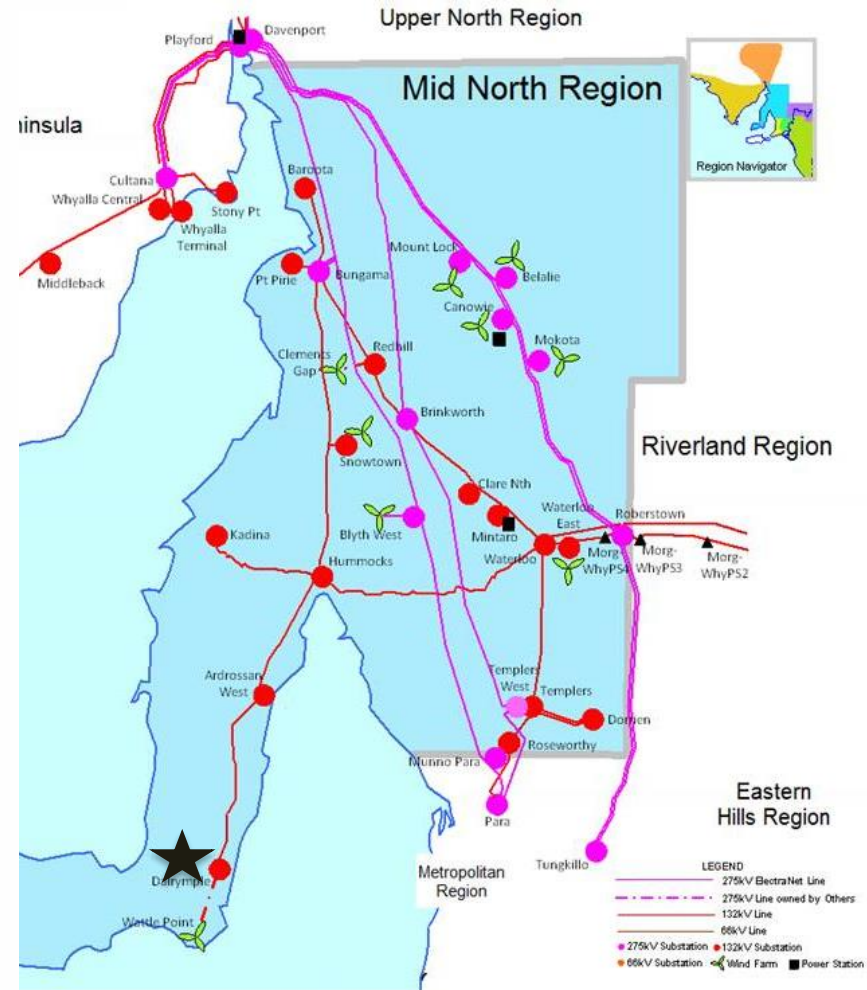 Upper North Region
Playford
Davenport
Mid North Region
Region Navigator
insula
Cultana
Whyalla Central
Whyalla
Terminal
Stony Pt
Middleback
Baroota
Pt Pirie
Bungama
Mount Lock
Belalie
Canowie
Mokota
Clements
Gap
Redhill
Brinkworth
Snowtown
Riverland Region
Clare Nth
Mintaro
Waterloo
East
Roberstown
Blyth West
Waterloo
Morg-
WhyPS4
Morg-
WhyPS3
Morg-
WhyPS2
Kadina
Hummocks
Ardrossan
West
Templers
West
Templers
Dorrien
Roseworthy
Munno Para
Para
Eastern
Hills Region
Tungkillo
Metropolitan
Region
Dalrymple
Wattle Point
LEGEND
275kV ElectraNet Line
275kV Line owned by Others
132kV Line
66kV Line
275kV Substation 132kV Substation
66kV Substation Wind Farm Power Station